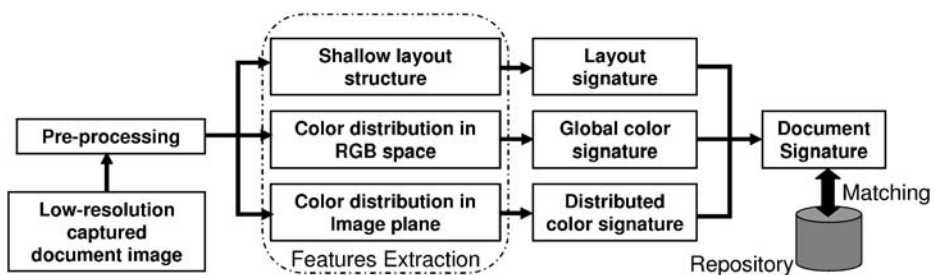 Shallow layout
structure
Layout
signature
Pre-processing
Color distribution in
RGB space
Global color
signature
Document
Signature
Low-resolution
captured
document image
Color distribution in
Image plane
Distributed
color signature
Matching
Features Extraction
Repository